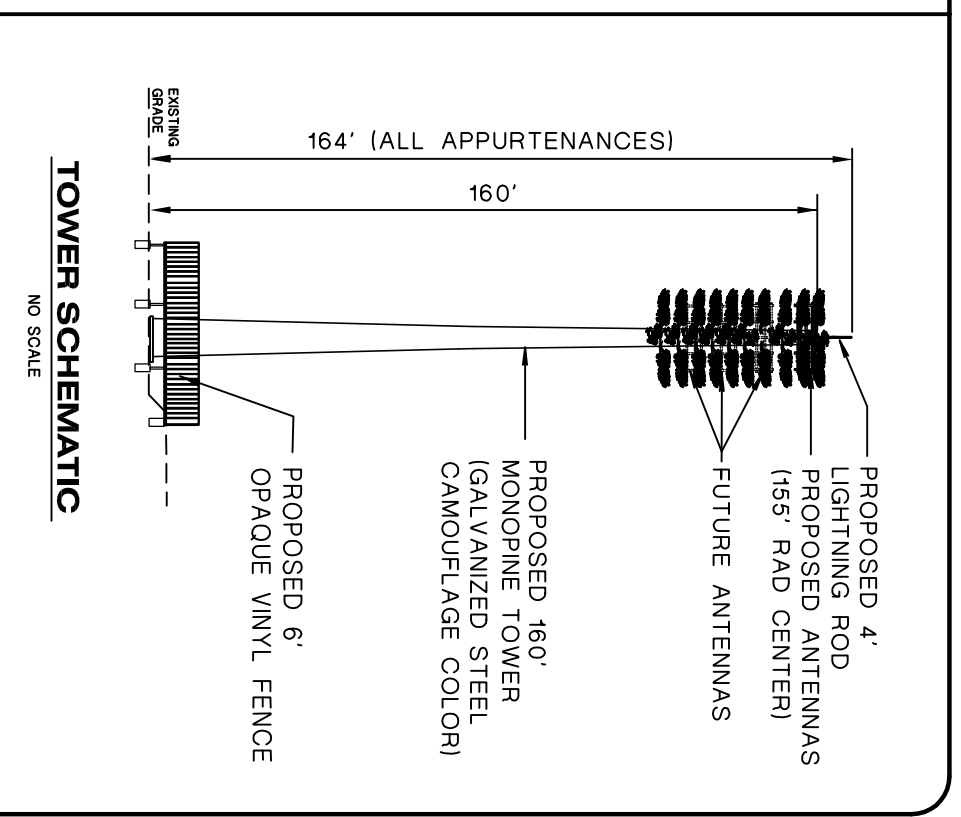 164' (ALL APPURTENANCES)
160'
EXISTING
GRADE
PROPOSED 4'
LIGHTNING ROD
PROPOSED ANTENNAS
(155' RAD CENTER)
FUTURE ANTENNAS
PROPOSED 160'
MONOPINE TOWER
(GALVANIZED STEEL
CAMOUFLAGE COLOR)
PROPOSED 6'
OPAQUE VINYL FENCE
TOWER SCHEMATIC
NO SCALE